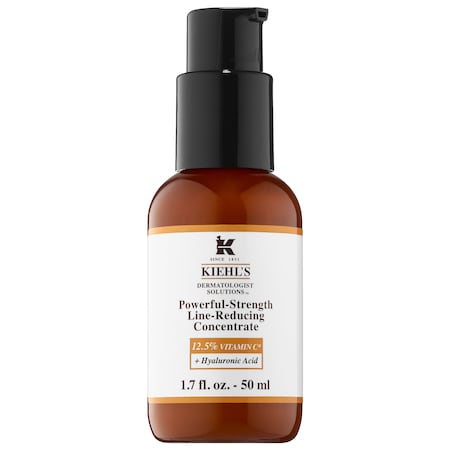 K
SINCE 1851
KIEHL'S
DERMATOLOGIST
SOLUTIONS™
Powerful-Strength
Line-Reducing
Concentrate
12.5% VITAMIN C*
+ Hyaluronic Acid
1.7 fl. oz. - 50 ml